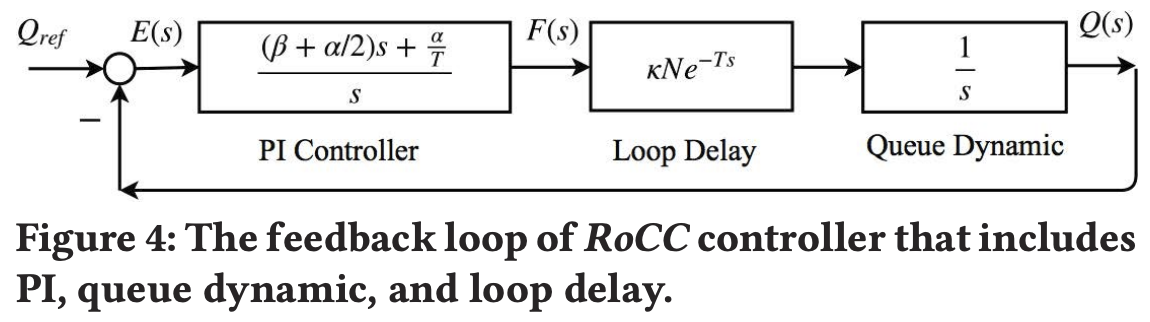 Qref E(s) F(s) Q(s)
(β + α/2)s + α/T
s
κNe^−Ts
1
s
−
PI Controller Loop Delay Queue Dynamic
Figure 4: The feedback loop of RoCC controller that includes
PI, queue dynamic, and loop delay.